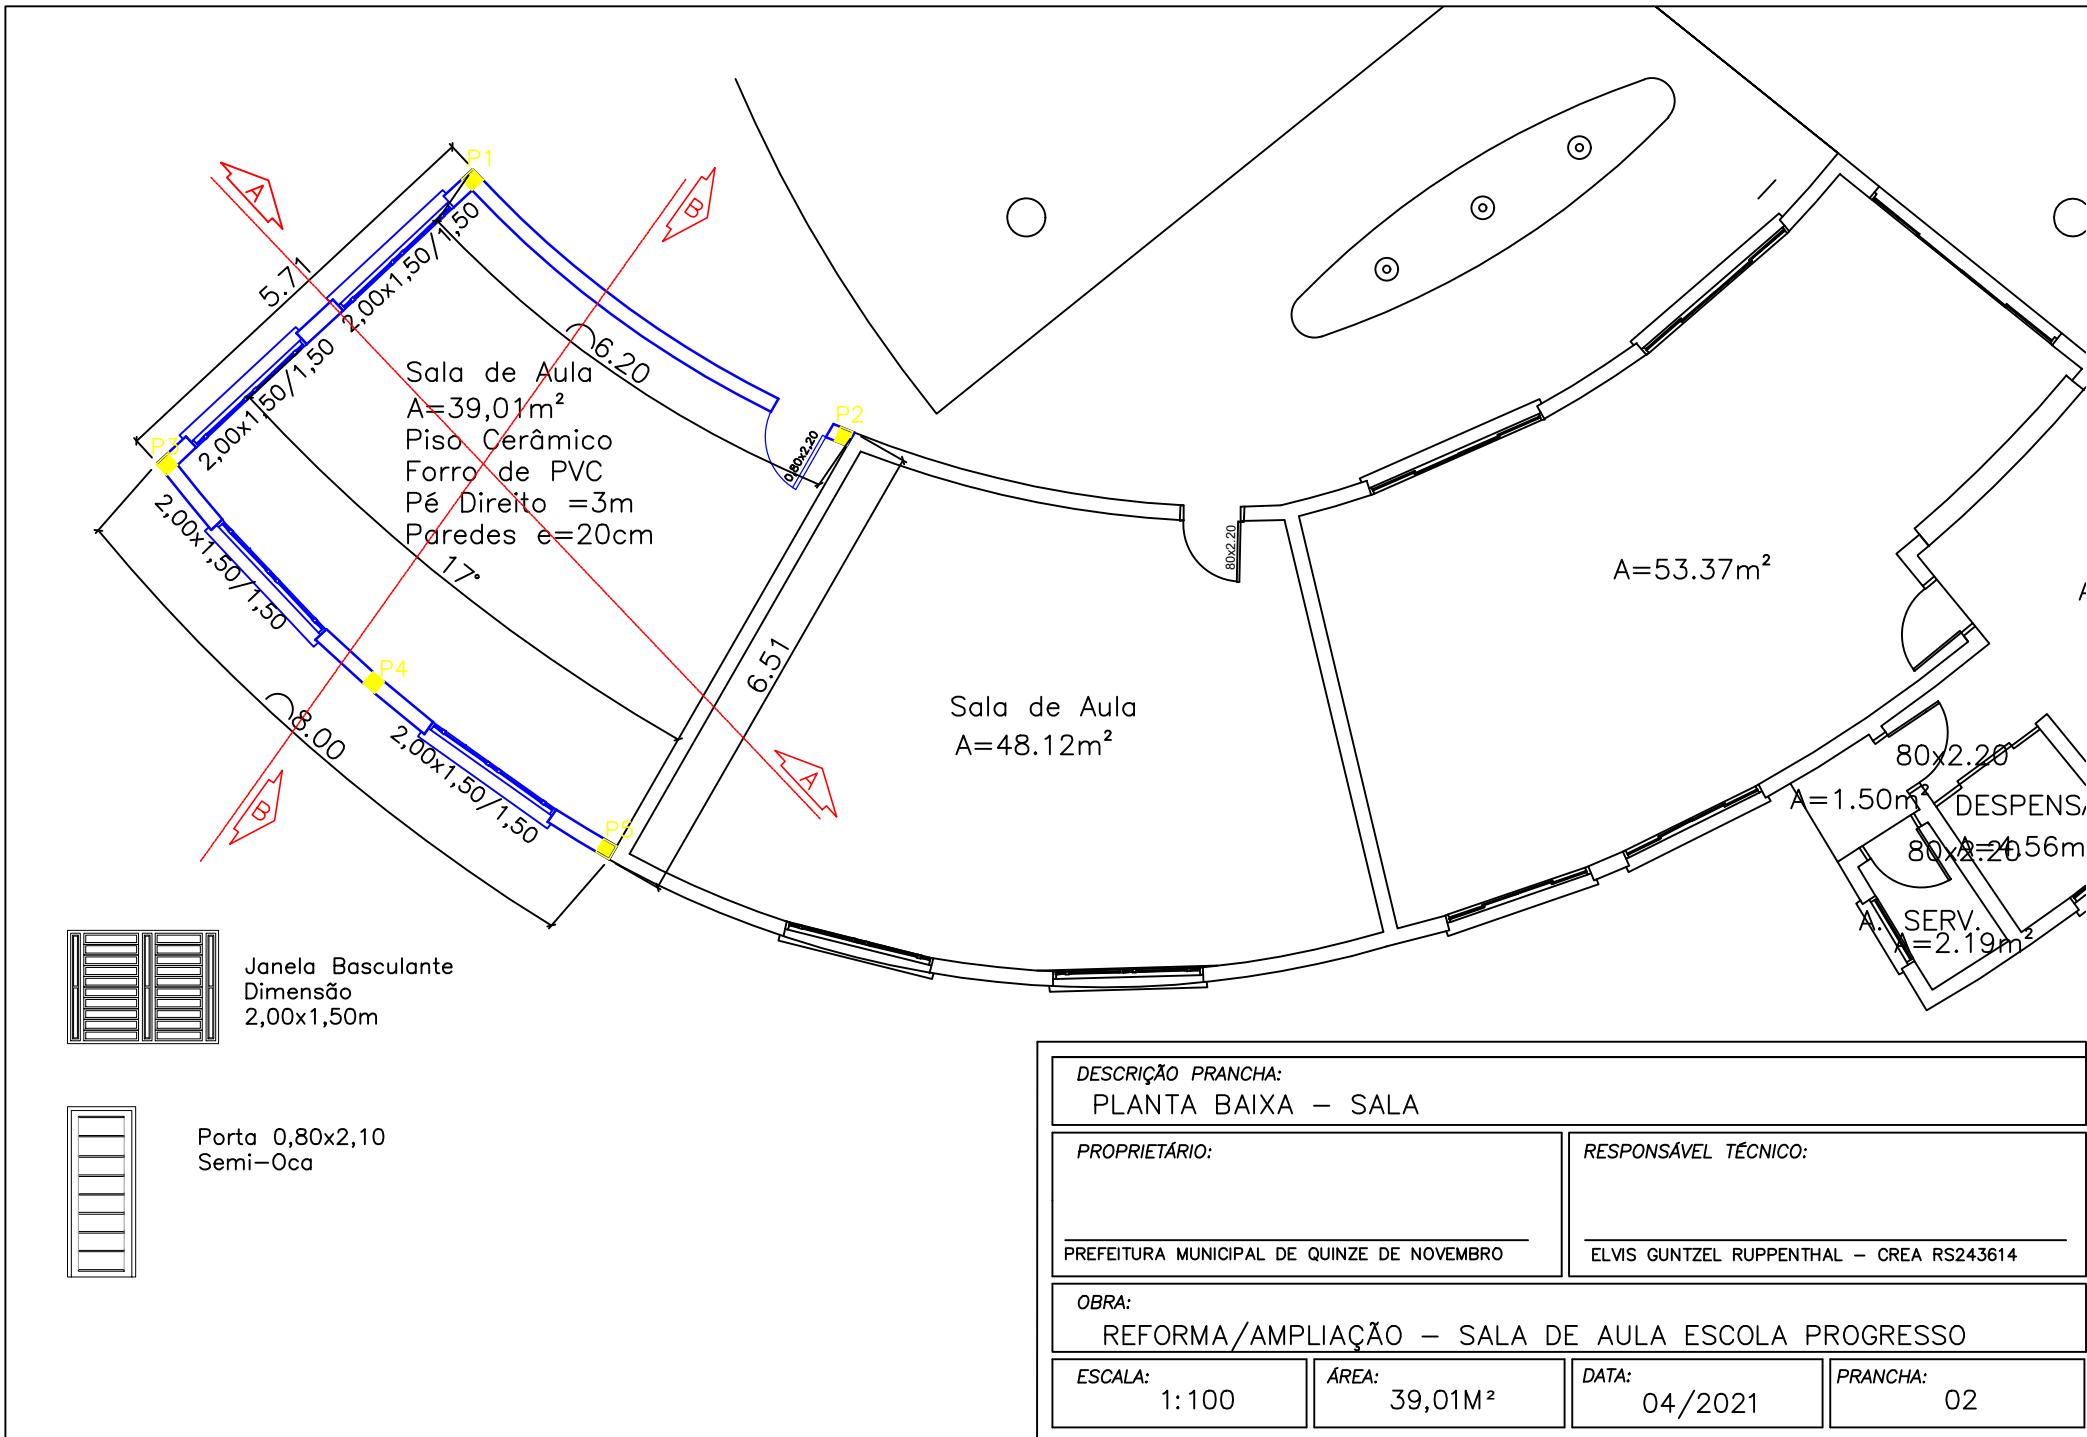 P1
A
B
5.71
2,00x1,50/1,50
2,00x1,50/1,50
6.20
Sala de Aula
A=39,01m²
Piso Cerâmico
Forro de PVC
Pé Direito =3m
Paredes e=20cm
P2
0,80x2,20
P3
2,00x1,50/1,50
17°
80x2.20
A=53.37m²
P4
6.51
8.00
2,00x1,50/1,50
Sala de Aula
A=48.12m²
A
B
P5
80x2.20
A=1.50m²
DESPENSA
80x2.20
A=4.56m
A. SERV.
A=2.19m²
Janela Basculante
Dimensão
2,00x1,50m
Porta 0,80x2,10
Semi-Oca
DESCRIÇÃO PRANCHA:
PLANTA BAIXA – SALA
PROPRIETÁRIO:
PREFEITURA MUNICIPAL DE QUINZE DE NOVEMBRO
RESPONSÁVEL TÉCNICO:
ELVIS GUNTZEL RUPPENTHAL – CREA RS243614
OBRA:
REFORMA/AMPLIAÇÃO – SALA DE AULA ESCOLA PROGRESSO
ESCALA:
1:100
ÁREA:
39,01M²
DATA:
04/2021
PRANCHA:
02